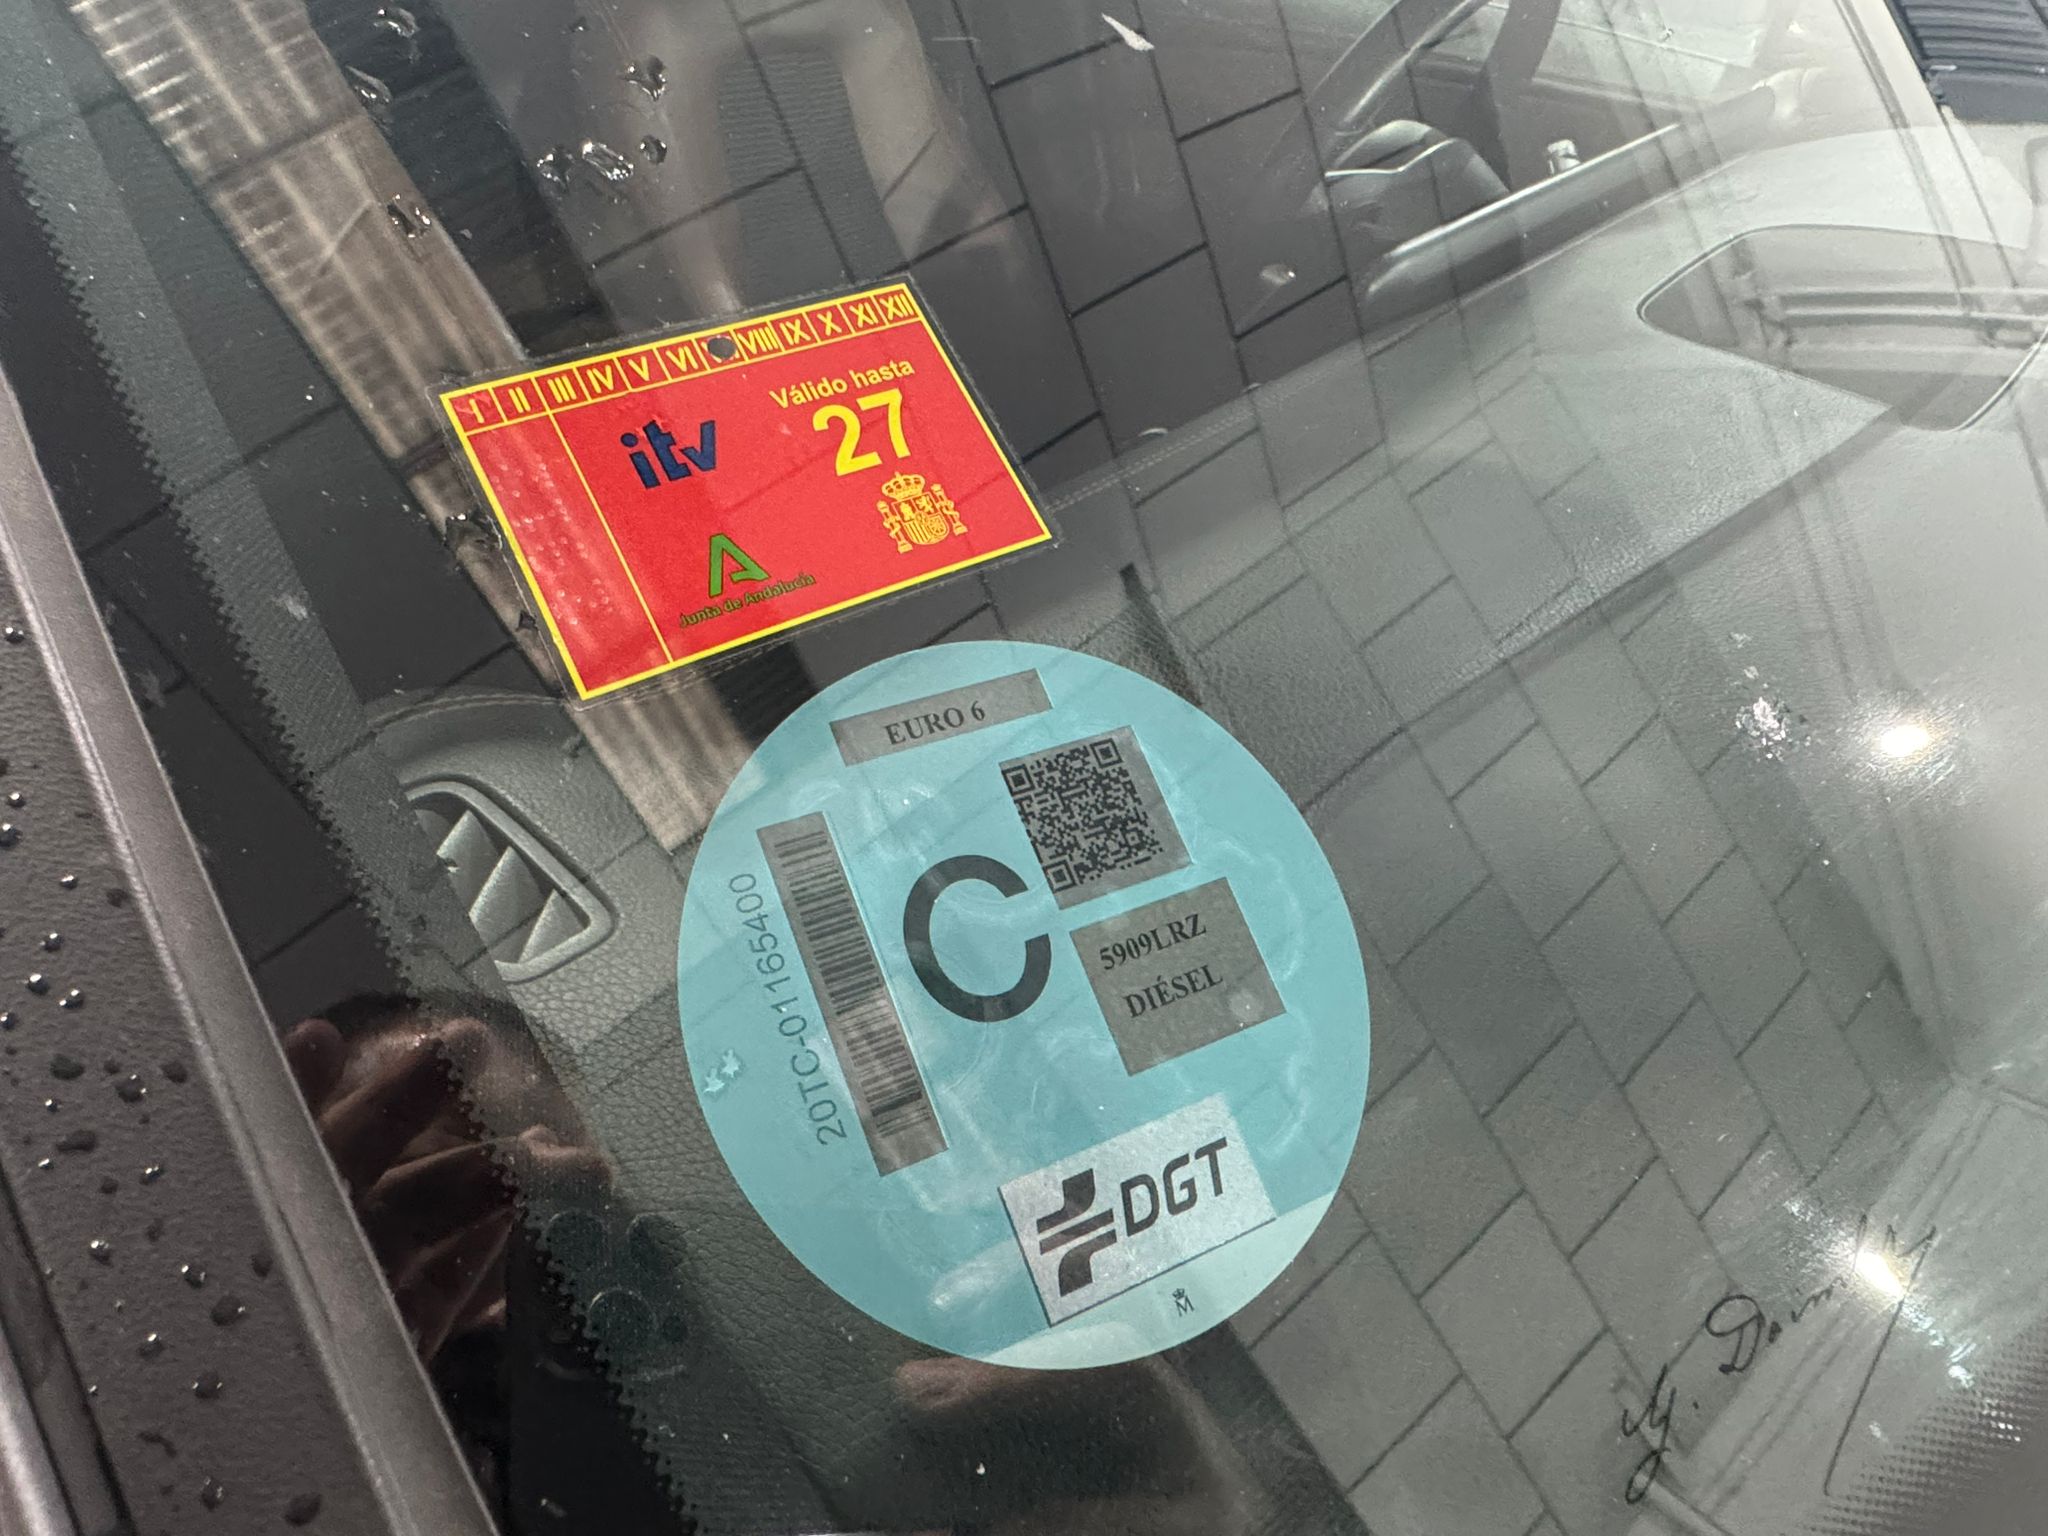 I II III IV V VI VIII IX X XI XII
itv
Válido hasta
27
Junta de Andalucía
EURO 6
20TC-01165400
C
5909LRZ
DIÉSEL
DGT
M